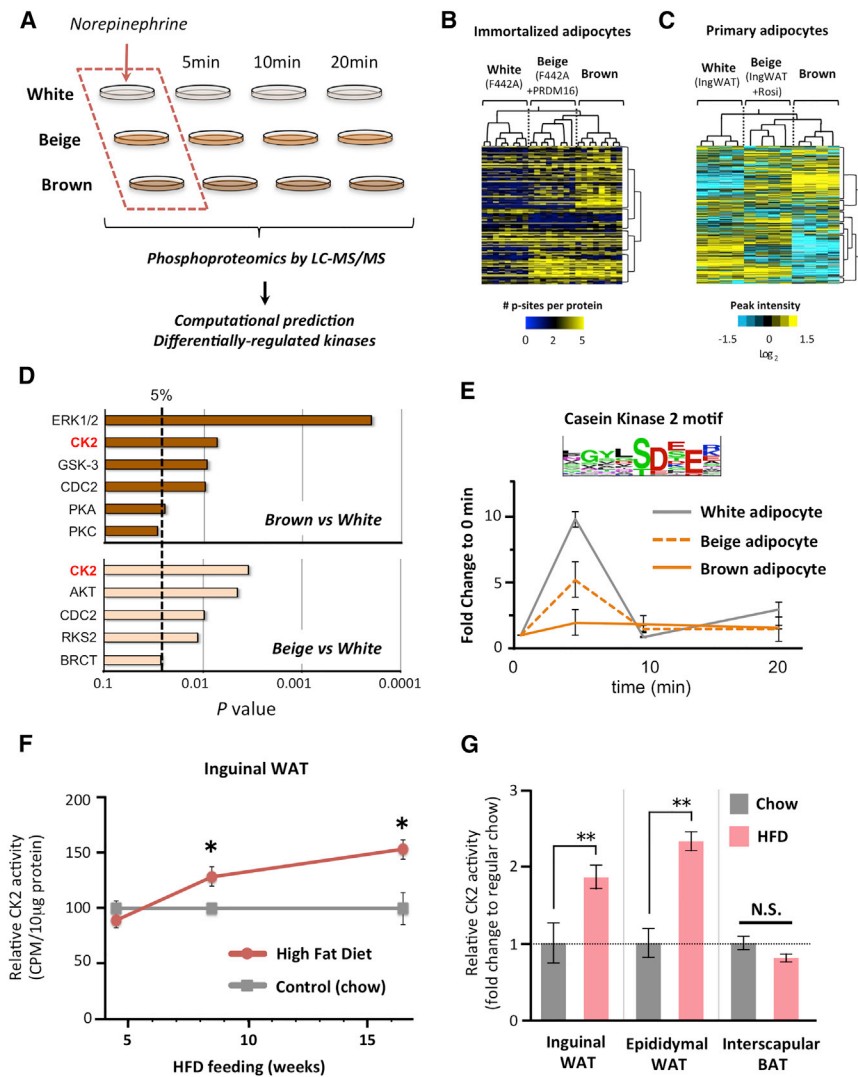 A
Norepinephrine
5min
10min
20min
White
Beige
Brown
Phosphoproteomics by LC-MS/MS
Computational prediction
Differentially-regulated kinases
B
Immortalized adipocytes
White
(F442A)
Beige
(F442A
+PRDM16)
Brown
# p-sites per protein
0
5
C
Primary adipocytes
White
(IngWAT)
Beige
(IngWAT
+Rosi)
Brown
Peak intensity
-1.5
0
1.5
Log2
D
5%
ERK1/2
CK2
GSK-3
CDC2
PKA
PKC
Brown vs White
CK2
AKT
CDC2
RKS2
BRCT
Beige vs White
0.1
0.01
0.001
0.0001
P value
E
Casein Kinase 2 motif
White adipocyte
Beige adipocyte
Brown adipocyte
Fold Change to 0 min
10
5
0
0
10
20
time (min)
F
Inguinal WAT
Relative CK2 activity
(CPM/10µg protein)
200
150
100
50
0
*
*
High Fat Diet
Control (chow)
5
10
15
HFD feeding (weeks)
G
Relative CK2 activity
(fold change to regular chow)
3
2
1
0
**
**
N.S.
Chow
HFD
Inguinal
WAT
Epididymal
WAT
Interscapular
BAT